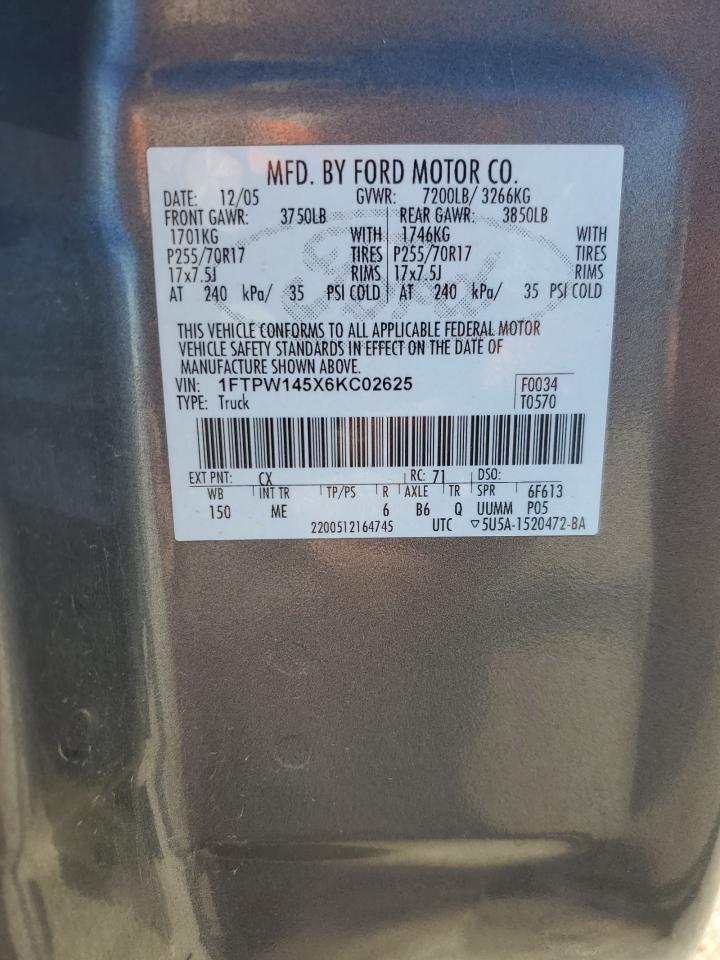 MFD. BY FORD MOTOR CO.
DATE: 12/05 GVWR: 7200LB/ 3266KG
FRONT GAWR: 3750LB REAR GAWR: 3850LB
1701KG WITH 1746KG WITH
P255/70R17 TIRES P255/70R17 TIRES
17x7.5J RIMS 17x7.5J RIMS
AT 240 kPa/ 35 PSI COLD AT 240 kPa/ 35 PSI COLD
Ford
THIS VEHICLE CONFORMS TO ALL APPLICABLE FEDERAL MOTOR
VEHICLE SAFETY STANDARDS IN EFFECT ON THE DATE OF
MANUFACTURE SHOWN ABOVE.
VIN: 1FTPW145X6KC02625 F0034
TYPE: Truck T0570
EXT PNT: CX RC: 71 DSO:
WB INT TR TP/PS R AXLE TR SPR 6F613
150 ME 6 B6 Q UUMM P05
2200512164745 UTC ▽5U5A-1520472-BA